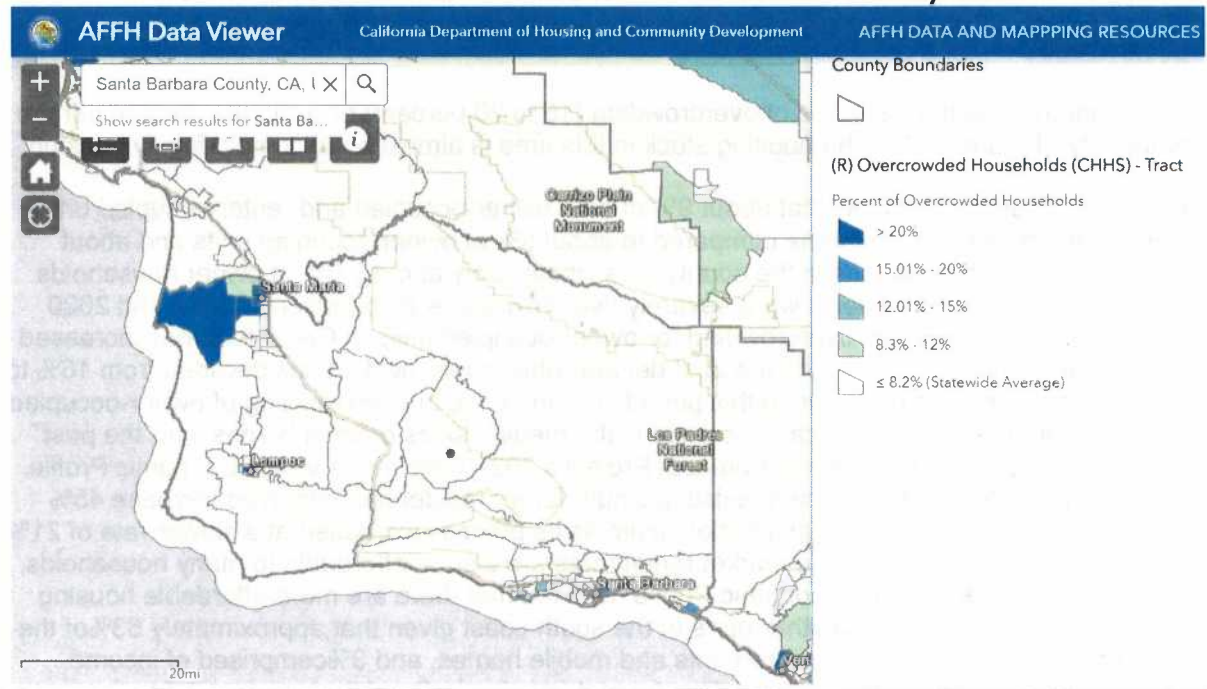 AFFH Data Viewer
California Department of Housing and Community Development
AFFH DATA AND MAPPPING RESOURCES
+
Santa Barbara County, CA, U
−
Show search results for Santa Ba...
i
Carrizo Plain
National
Monument
Santa Maria
Lompoc
Los Padres
National
Forest
Santa Barbara
Vent
20mi
County Boundaries
(R) Overcrowded Households (CHHS) - Tract
Percent of Overcrowded Households
> 20%
15.01% - 20%
12.01% - 15%
8.3% - 12%
≤ 8.2% (Statewide Average)